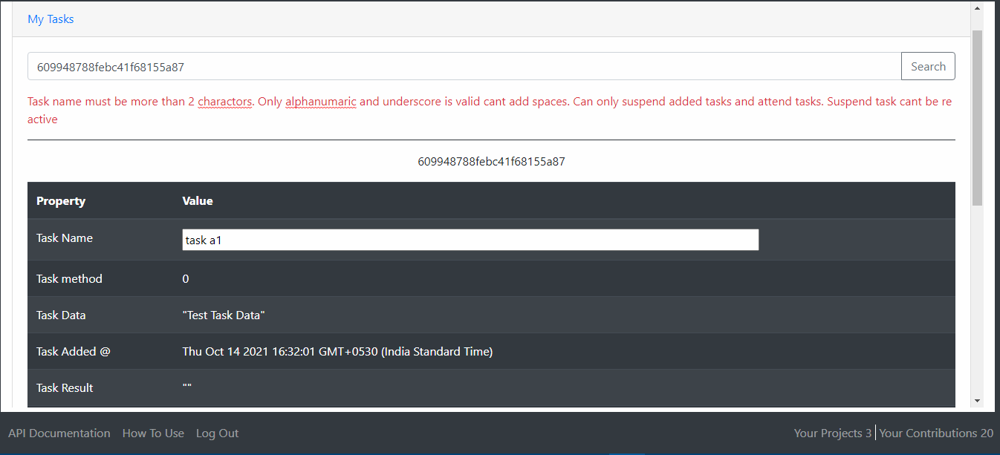 My Tasks
609948788febc41f68155a87 Search
Task name must be more than 2 charactors. Only alphanumaric and underscore is valid cant add spaces. Can only suspend added tasks and attend tasks. Suspend task cant be re
active
609948788febc41f68155a87
Property Value
Task Name task a1
Task method 0
Task Data "Test Task Data"
Task Added @ Thu Oct 14 2021 16:32:01 GMT+0530 (India Standard Time)
Task Result ""
API Documentation How To Use Log Out Your Projects 3 Your Contributions 20